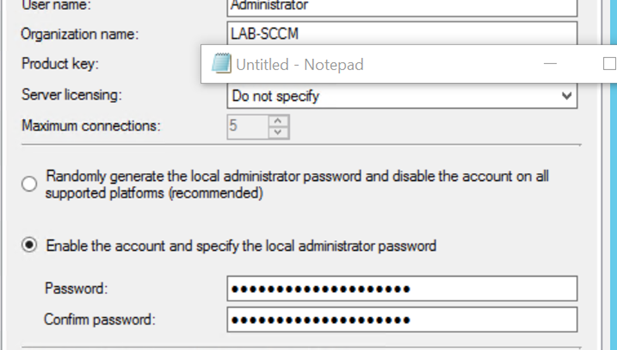 User name:
Administrator
Organization name:
LAB-SCCM
Product key:
Untitled - Notepad
Server licensing:
Do not specify
Maximum connections:
5
Randomly generate the local administrator password and disable the account on all
supported platforms (recommended)
Enable the account and specify the local administrator password
Password:
Confirm password: